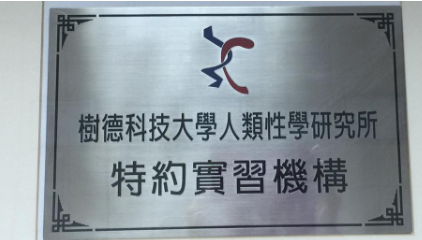 樹德科技大學人類性學研究所
特約實習機構